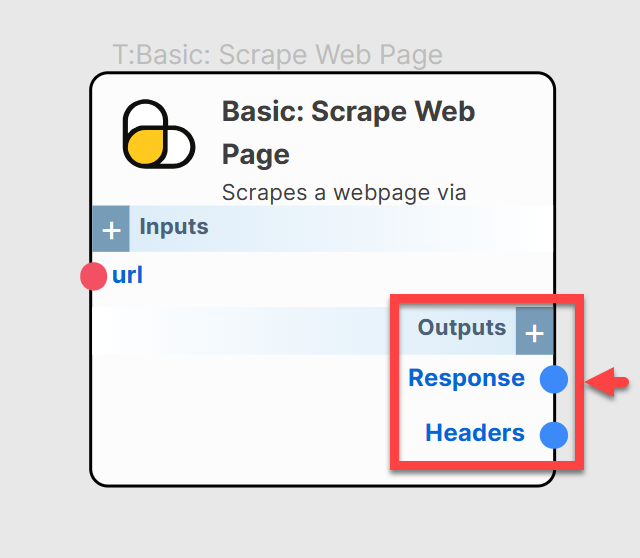 T:Basic: Scrape Web Page
Basic: Scrape Web
Page
Scrapes a webpage via
+ Inputs
url
Outputs +
Response
Headers